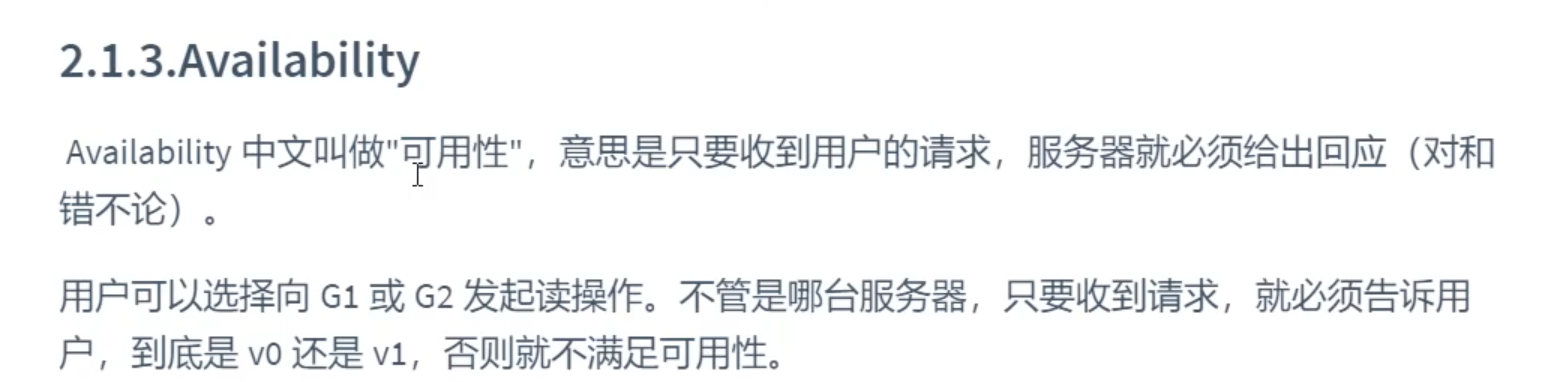 2.1.3.Availability
Availability 中文叫做"可用性"，意思是只要收到用户的请求，服务器就必须给出回应（对和
错不论）。
用户可以选择向 G1 或 G2 发起读操作。不管是哪台服务器，只要收到请求，就必须告诉用
户，到底是 v0 还是 v1，否则就不满足可用性。